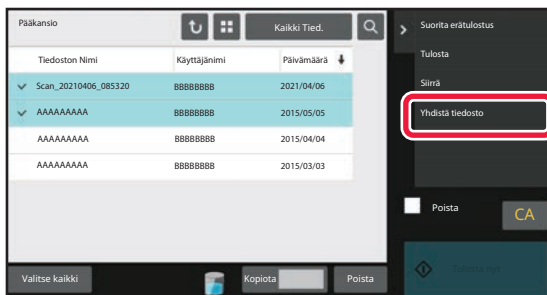 Pääkansio
Kaikki Tied.
Tiedoston Nimi Käyttäjänimi Päivämäärä
Scan_20210406_085320 BBBBBBBB 2021/04/06
AAAAAAAAA BBBBBBBB 2015/05/05
AAAAAAAAA BBBBBBBB 2015/04/04
AAAAAAAAA BBBBBBBB 2015/03/03
Valitse kaikki
Kopiota
Poista
Suorita erätulostus
Tulosta
Siirrä
Yhdistä tiedosto
Poista
CA